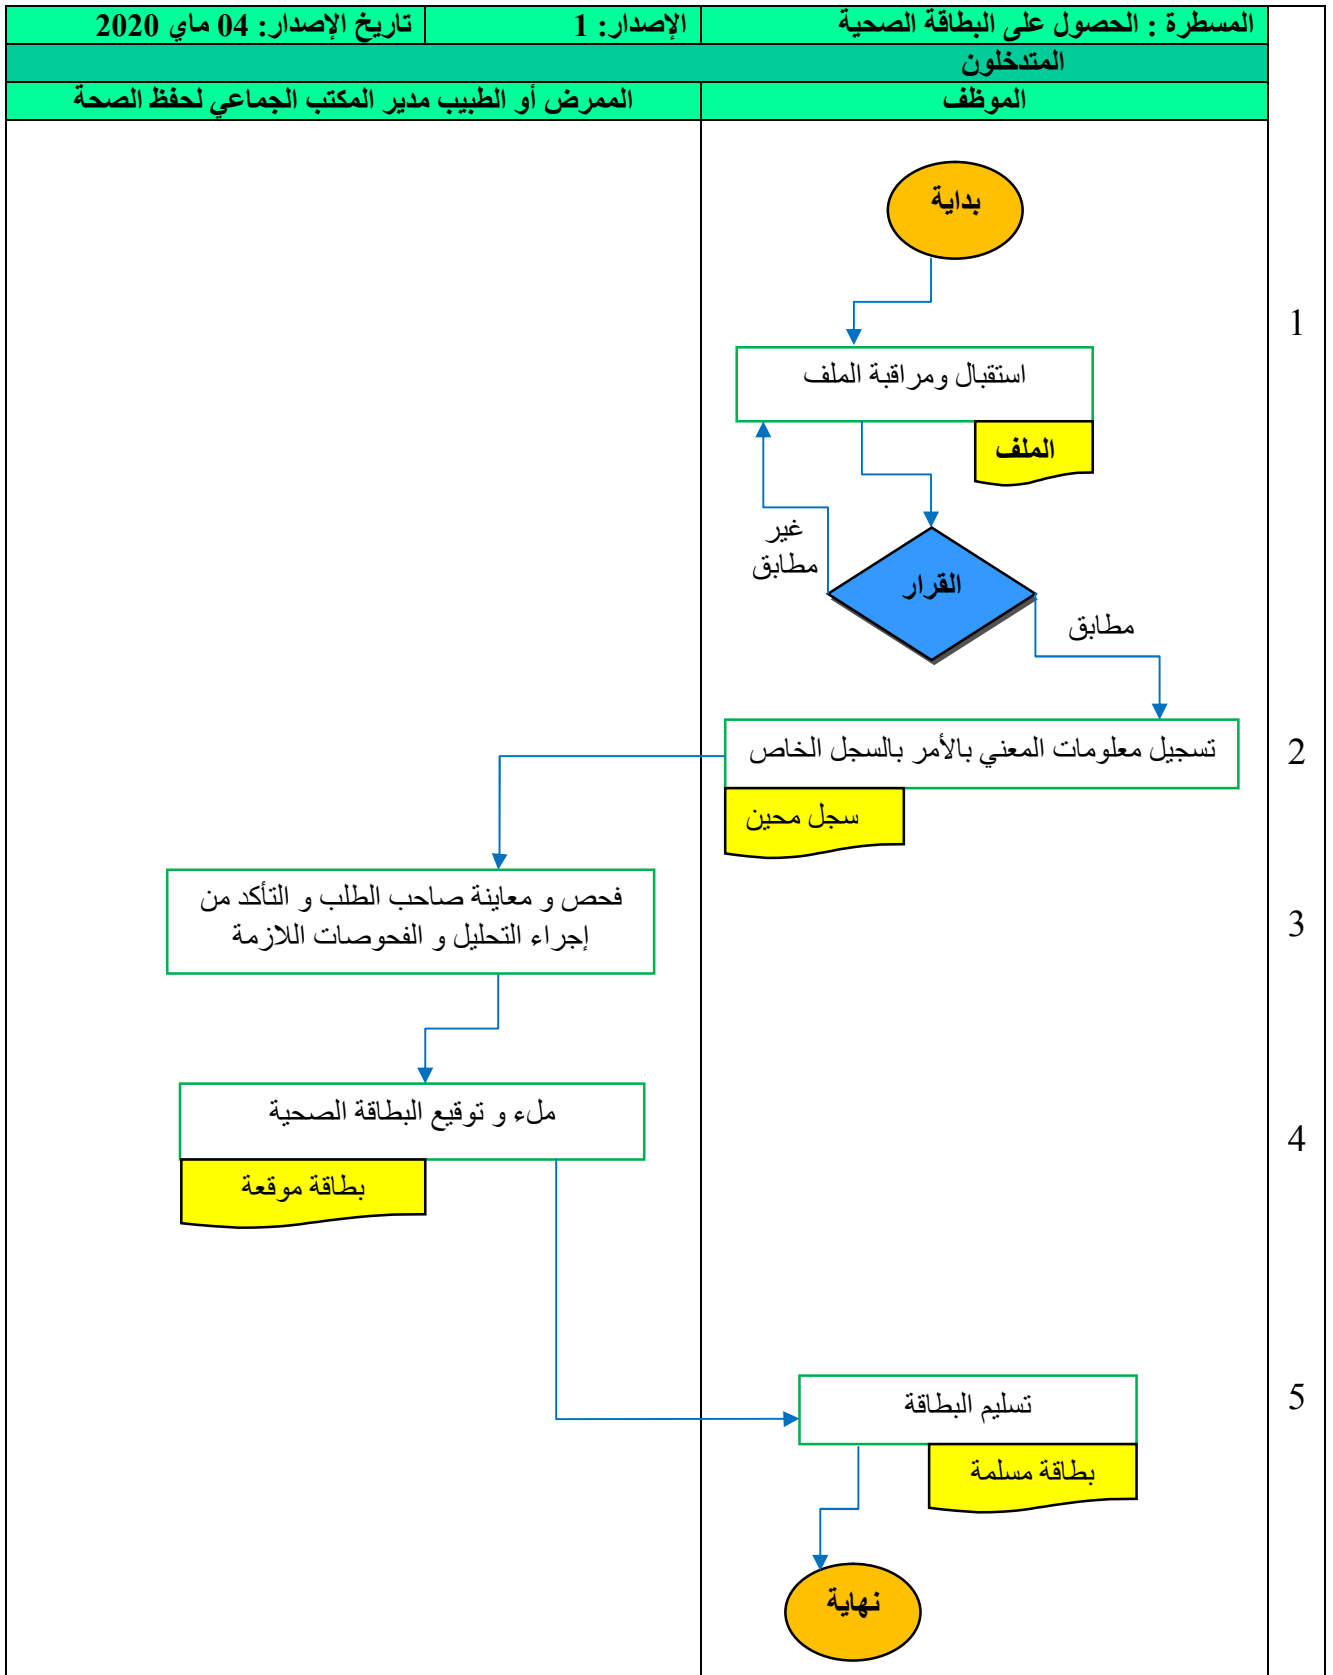 المسطرة : الحصول على البطاقة الصحية
الإصدار: 1
تاريخ الإصدار: 04 ماي 2020
المتدخلون
الموظف
الممرض أو الطبيب مدير المكتب الجماعي لحفظ الصحة
بداية
1
استقبال ومراقبة الملف
الملف
غير
مطابق
القرار
مطابق
2
تسجيل معلومات المعني بالأمر بالسجل الخاص
سجل محين
3
فحص و معاينة صاحب الطلب و التأكد من
إجراء التحليل و الفحوصات اللازمة
4
ملء و توقيع البطاقة الصحية
بطاقة موقعة
5
تسليم البطاقة
بطاقة مسلمة
نهاية